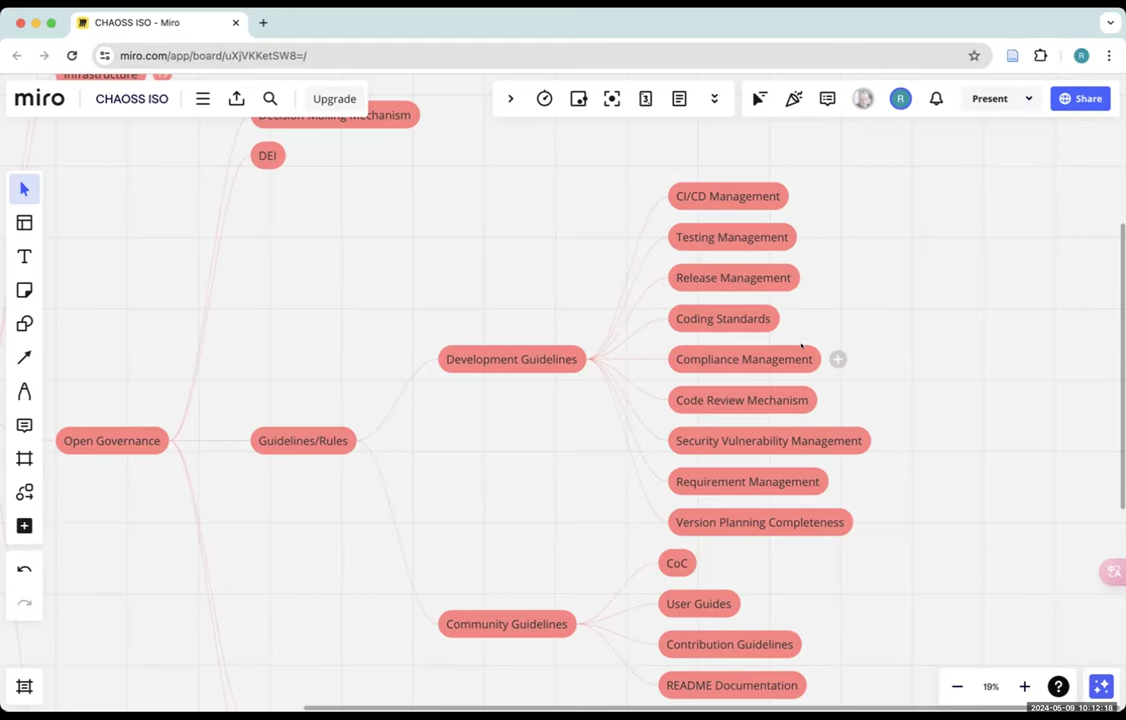 CHAOSS ISO - Miro
miro.com/app/board/uXjVKKetSW8=/
Infrastructure
miro
CHAOSS ISO
Upgrade
3
R
Present
Share
R
Decision-Making Mechanism
DEI
CI/CD Management
Testing Management
Release Management
Coding Standards
Development Guidelines
Compliance Management
Code Review Mechanism
Open Governance
Guidelines/Rules
Security Vulnerability Management
Requirement Management
Version Planning Completeness
CoC
User Guides
Community Guidelines
Contribution Guidelines
README Documentation
19%
2024-05-09 10:12:18